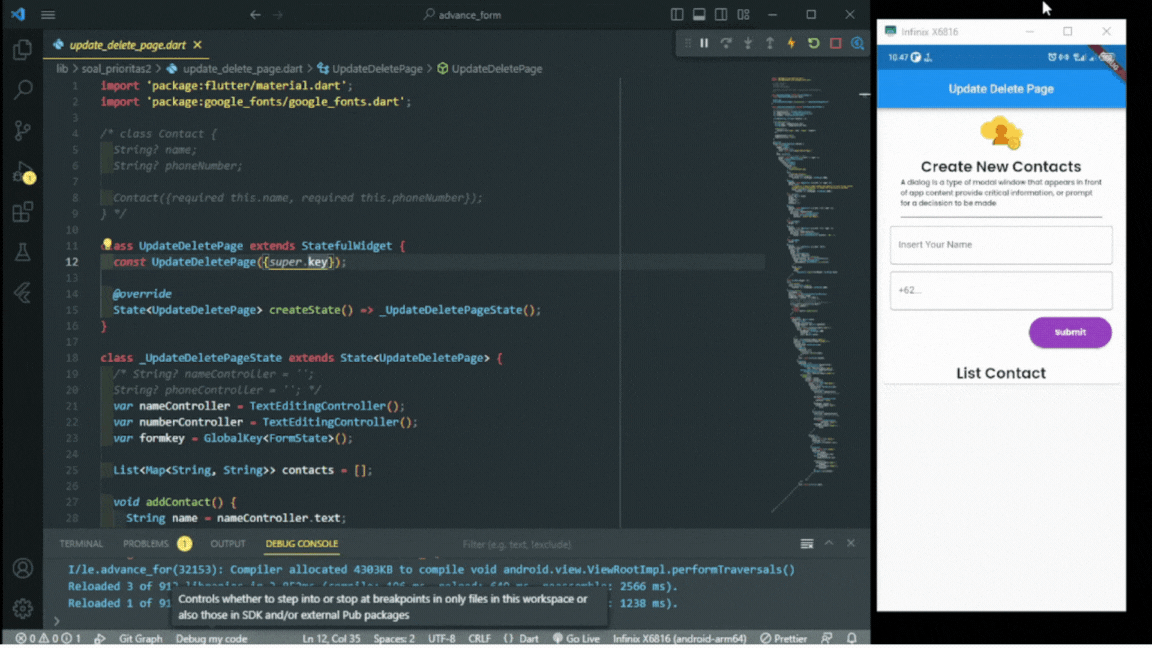 advance_form
update_delete_page.dart
lib > soal_prioritas2 > update_delete_page.dart > UpdateDeletePage > UpdateDeletePage
1 import 'package:flutter/material.dart';
2 import 'package:google_fonts/google_fonts.dart';
3
4 /* class Contact {
5 String? name;
6 String? phoneNumber;
7
8 Contact({required this.name, required this.phoneNumber});
9 } */
10
11 ass UpdateDeletePage extends StatefulWidget {
12 const UpdateDeletePage({super.key});
13
14 @override
15 State<UpdateDeletePage> createState() => _UpdateDeletePageState();
16 }
17
18 class _UpdateDeletePageState extends State<UpdateDeletePage> {
19 /* String? nameController = '';
20 String? phoneController = ''; */
21 var nameController = TextEditingController();
22 var numberController = TextEditingController();
23 var formkey = GlobalKey<FormState>();
24
25 List<Map<String, String>> contacts = [];
26
27 void addContact() {
28 String name = nameController.text;
TERMINAL PROBLEMS 1 OUTPUT DEBUG CONSOLE Filter (e.g. text, !exclude)
I/le.advance_for(32153): Compiler allocated 4303KB to compile void android.view.ViewRootImpl.performTraversals()
Reloaded 3 of 91 2566 ms).
Reloaded 1 of 91 1238 ms).
Controls whether to step into or stop at breakpoints in only files in this workspace or
also those in SDK and/or external Pub packages
0 0 1 Git Graph Debug my code Ln 12, Col 35 Spaces: 2 UTF-8 CRLF {} Dart Go Live Infinix X6816 (android-arm64) Prettier
1
Infinix X6816
10.47
Update Delete Page
Create New Contacts
A dialog is a type of modal window that appears in front
of app content provide critical information, or prompt
for a decission to be made
Insert Your Name
+62...
Submit
List Contact